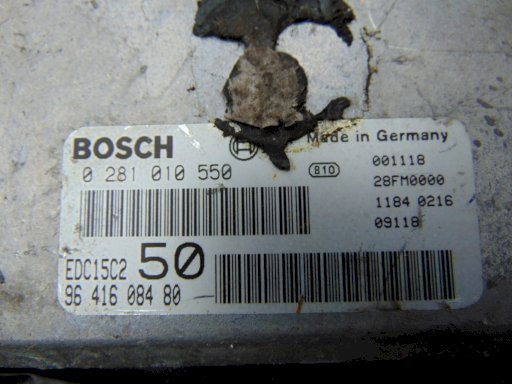 BOSCH
Made in Germany
0 281 010 550
810
001118
28FM0000
1184 0216
09118
EDC15C2 50
96 416 084 80